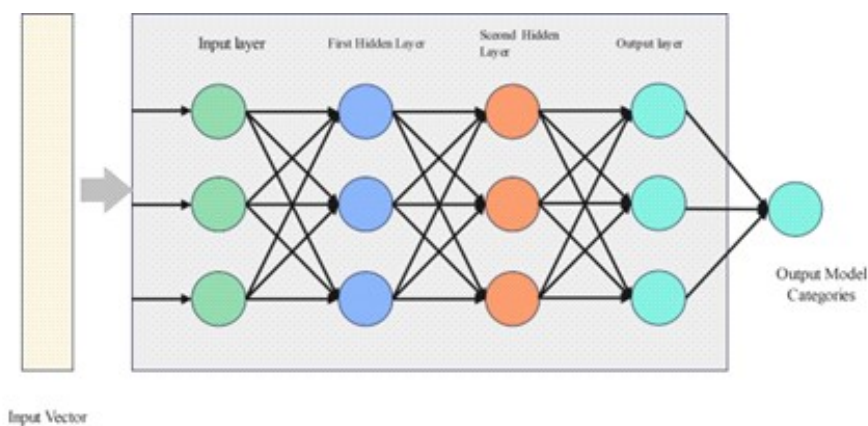 Input layer
First Hidden Layer
Second Hidden
Layer
Output layer
Output Model
Categories
Input Vector